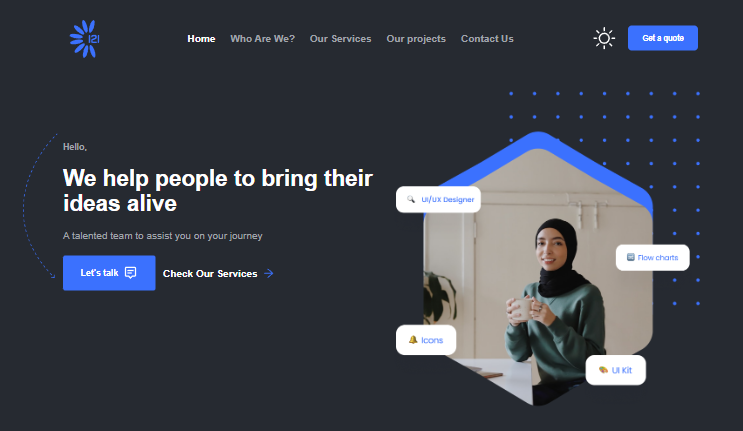 121
Home
Who Are We?
Our Services
Our projects
Contact Us
Get a quote
Hello,
We help people to bring their
ideas alive
A talented team to assist you on your journey
Let's talk
Check Our Services
UI/UX Designer
Flow charts
Icons
UI Kit